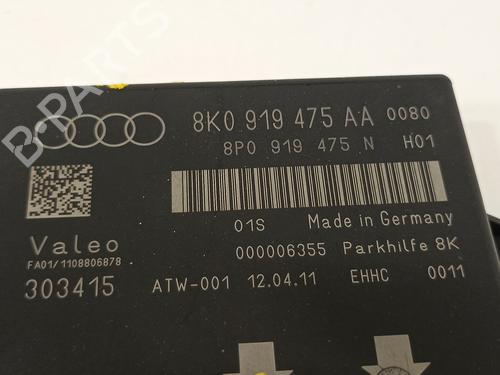 B-PARTS
8K0 919 475 AA 0080
8P0 919 475 N H01
01S Made in Germany
Valeo
000006355 Parkhilfe 8K
FA01/1108806878
303415 ATW-001 12.04.11 EHHC 0011